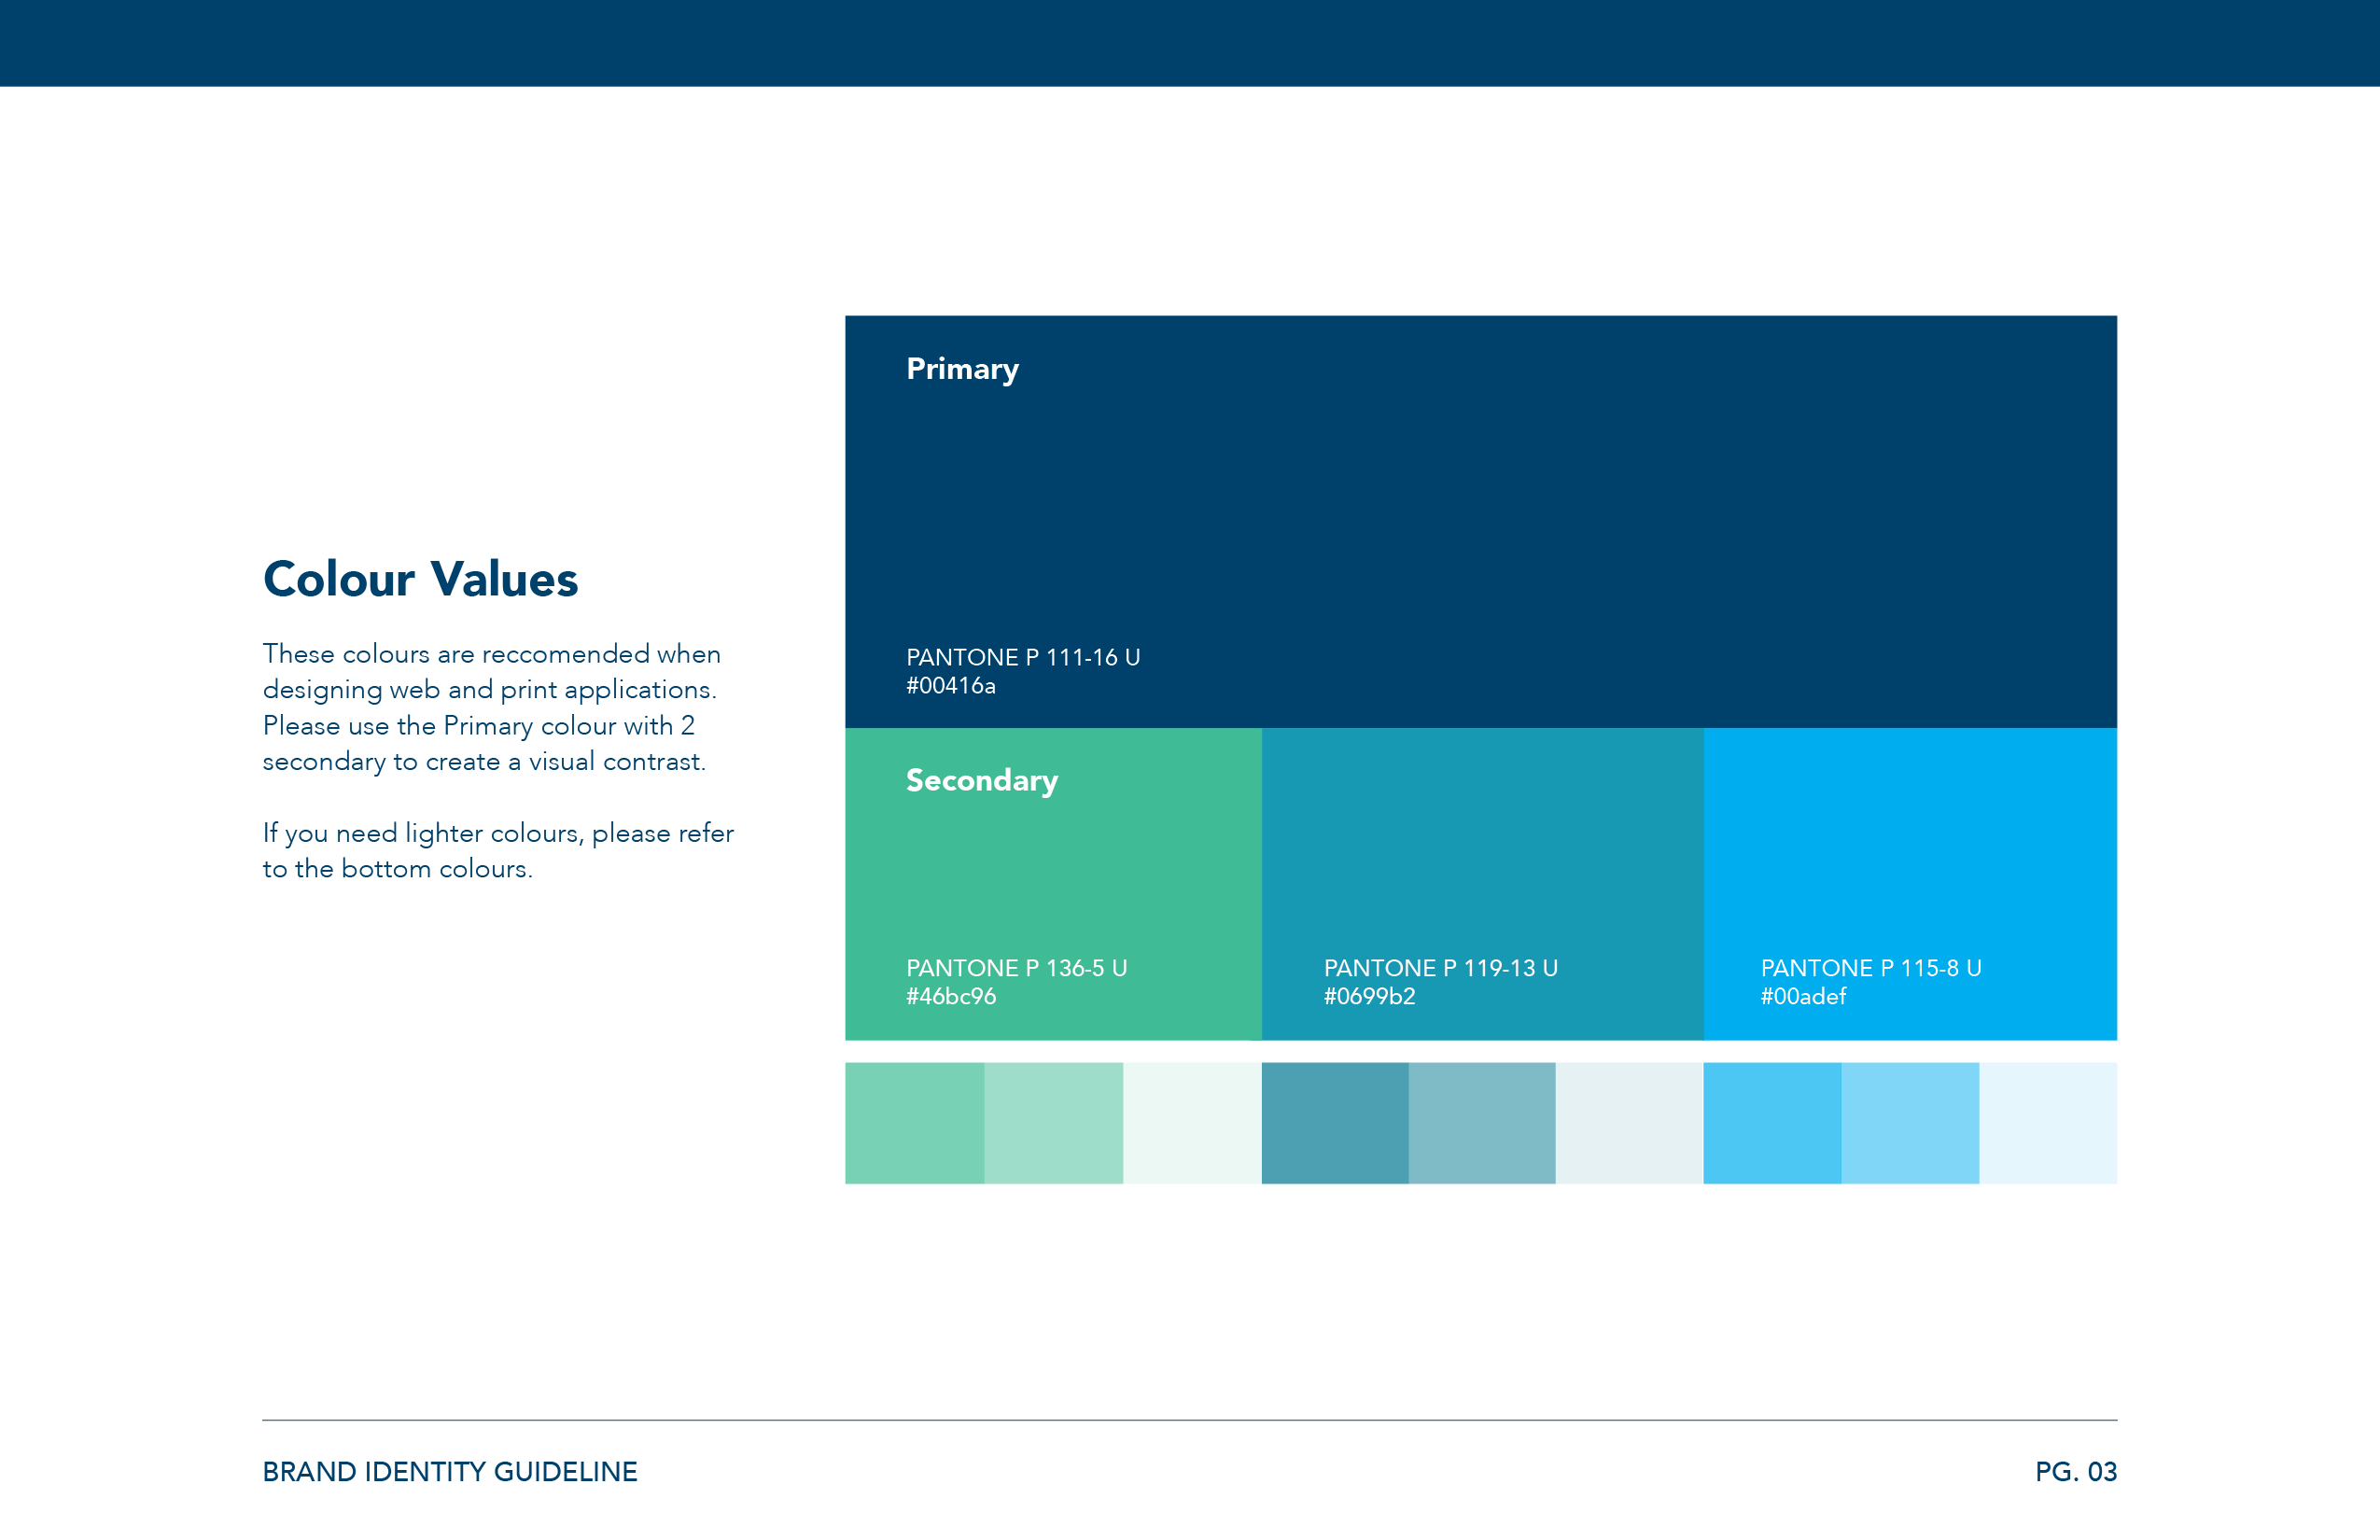 Colour Values
These colours are reccomended when
designing web and print applications.
Please use the Primary colour with 2
secondary to create a visual contrast.
If you need lighter colours, please refer
to the bottom colours.
Primary
PANTONE P 111-16 U
#00416a
Secondary
PANTONE P 136-5 U
#46bc96
PANTONE P 119-13 U
#0699b2
PANTONE P 115-8 U
#00adef
BRAND IDENTITY GUIDELINE
PG. 03